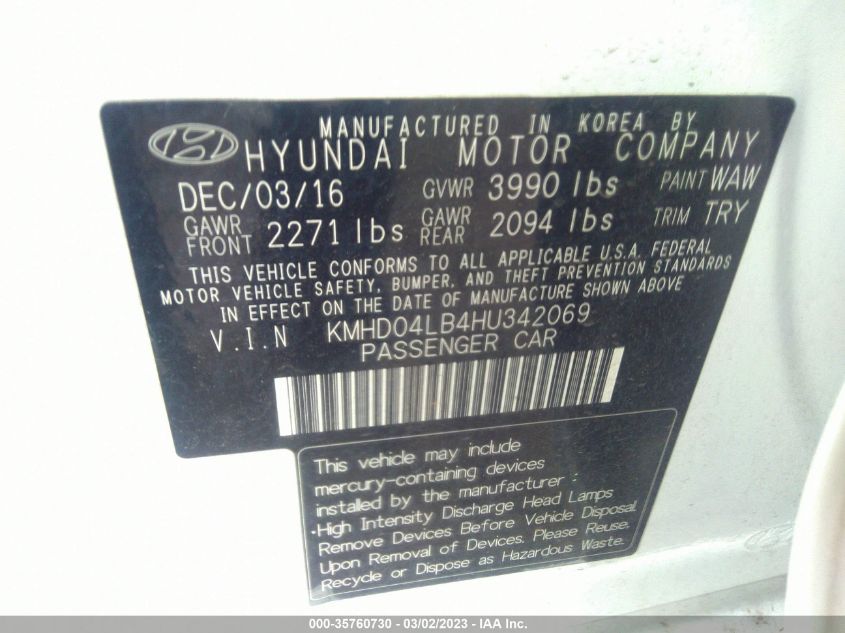 MANUFACTURED IN KOREA BY
HYUNDAI MOTOR COMPANY
DEC/03/16 GVWR 3990 lbs PAINT WAW
GAWR FRONT 2271 lbs GAWR REAR 2094 lbs TRIM TRY
THIS VEHICLE CONFORMS TO ALL APPLICABLE U.S.A. FEDERAL
MOTOR VEHICLE SAFETY, BUMPER, AND THEFT PREVENTION STANDARDS
IN EFFECT ON THE DATE OF MANUFACTURE SHOWN ABOVE
V.I.N KMHD04LB4HU342069
PASSENGER CAR
This vehicle may include
mercury-containing devices
installed by the manufacturer :
•High Intensity Discharge Head Lamps
Remove Devices Before Vehicle Disposal.
Upon Removal of Devices. Please Reuse.
Recycle or Dispose as Hazardous Waste.
000-35760730 - 03/02/2023 - IAA Inc.